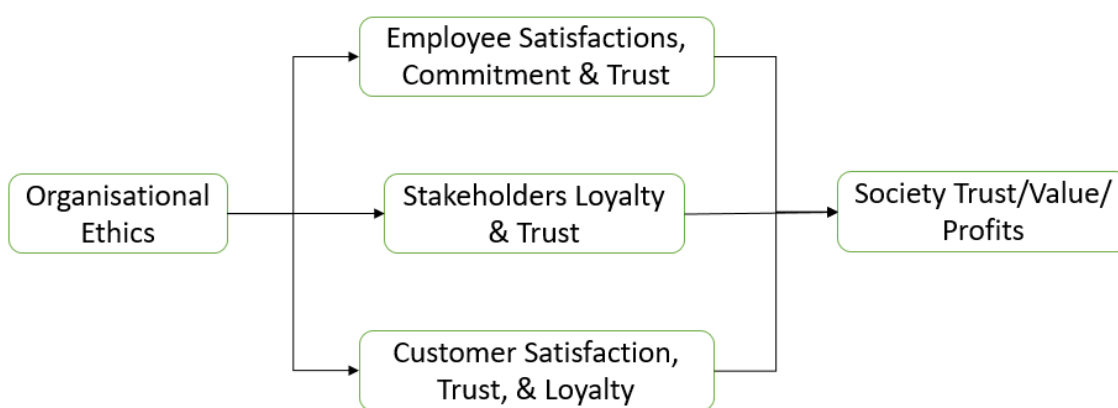 Employee Satisfactions,
Commitment & Trust
Organisational
Ethics
Stakeholders Loyalty
& Trust
Society Trust/Value/
Profits
Customer Satisfaction,
Trust, & Loyalty